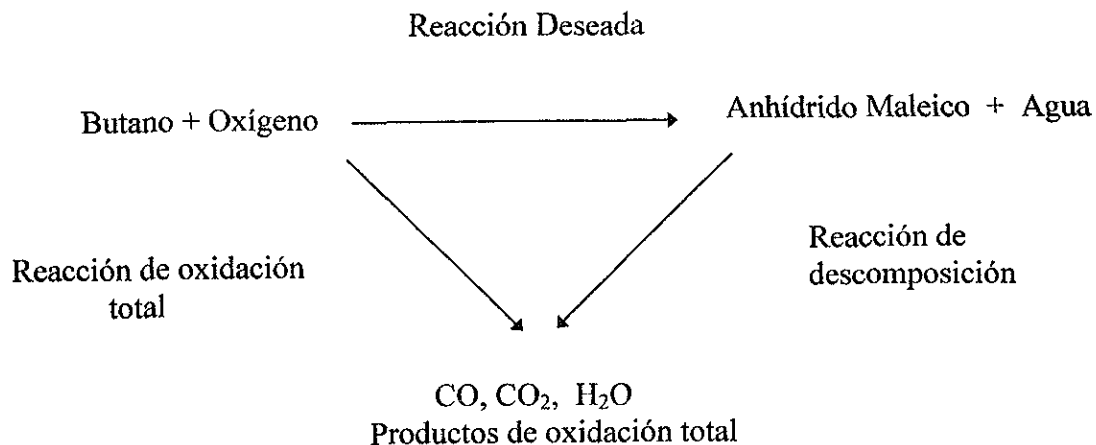 Reacción Deseada
Butano + Oxígeno
Anhídrido Maleico + Agua
Reacción de oxidación
total
Reacción de
descomposición
CO, CO₂, H₂O
Productos de oxidación total